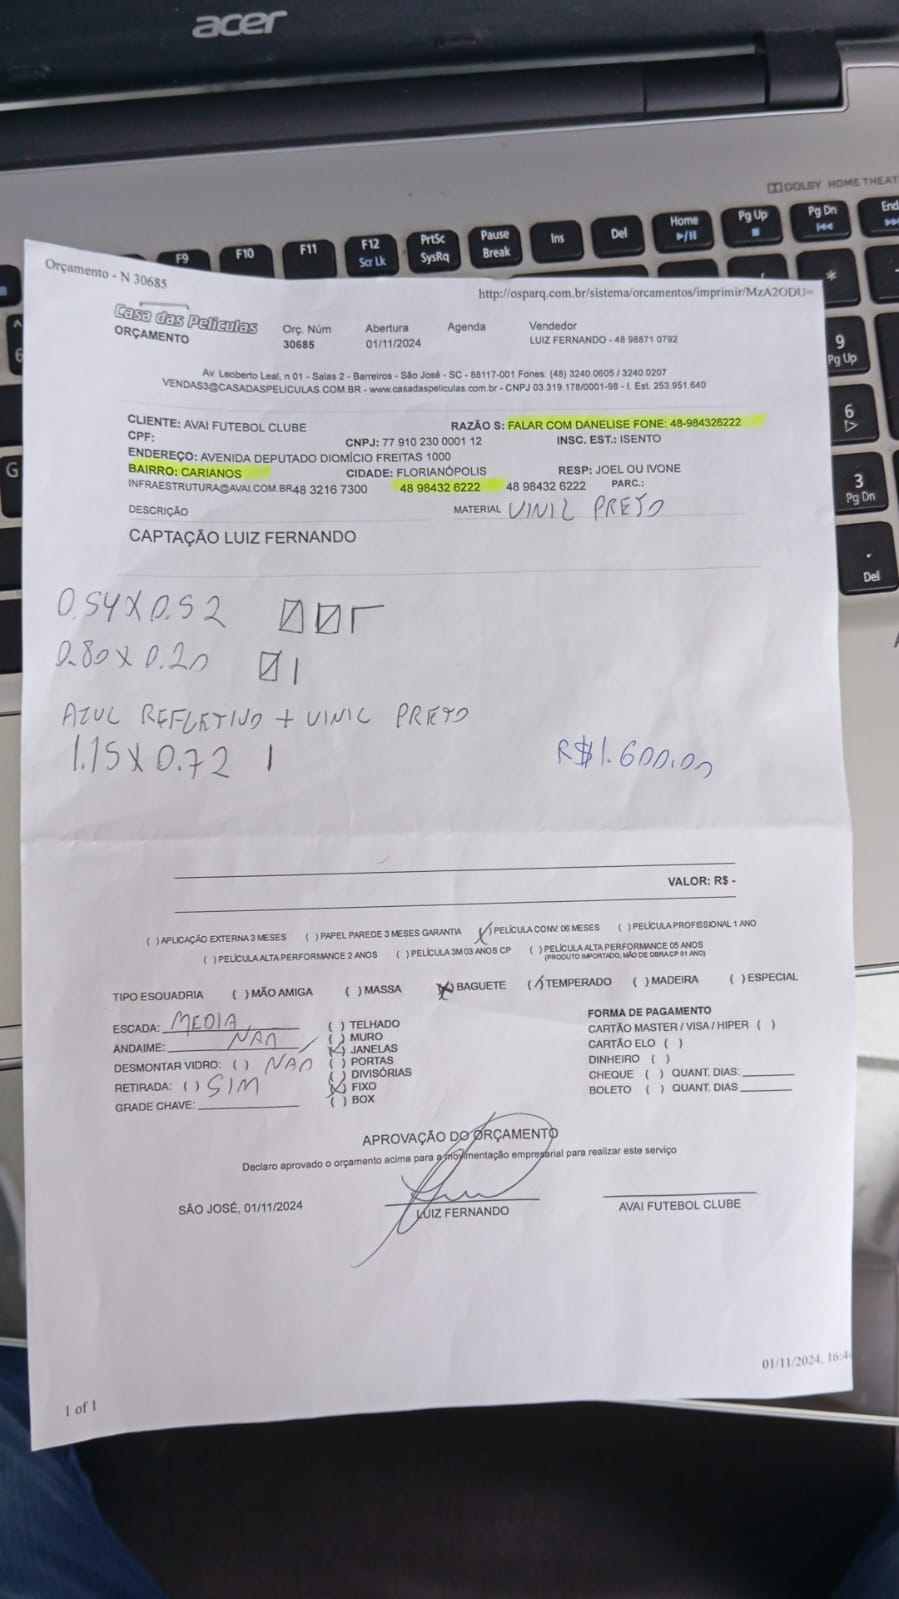 acer
DOLBY HOME THEAT
F9 F10 F11 F12 Scr Lk PrtSc SysRq Pause Break Ins Del Home Pg Up Pg Dn End
Orçamento - N 30685
http://osparq.com.br/sistema/orcamentos/imprimir/MzA2ODU=
Casa das Películas
ORÇAMENTO
Orç. Núm Abertura Agenda Vendedor
30685 01/11/2024 LUIZ FERNANDO - 48 98871 0792
Av. Leoberto Leal, n 01 - Salas 2 - Barreiros - São José - SC - 88117-001 Fones: (48) 3240.0605 / 3240.0207
VENDAS3@CASADASPELICULAS.COM.BR - www.casadaspeliculas.com.br - CNPJ 03.319.178/0001-98 - I. Est. 253.951.640
CLIENTE: AVAI FUTEBOL CLUBE RAZÃO S: FALAR COM DANELISE FONE: 48-984326222
CPF: CNPJ: 77 910 230 0001 12 INSC. EST.: ISENTO
ENDEREÇO: AVENIDA DEPUTADO DIOMÍCIO FREITAS 1000
BAIRRO: CARIANOS CIDADE: FLORIANÓPOLIS RESP: JOEL OU IVONE
INFRAESTRUTURA@AVAI.COM.BR48 3216 7300 48 98432 6222 48 98432 6222 PARC.:
DESCRIÇÃO MATERIAL VINIL PRETO
CAPTAÇÃO LUIZ FERNANDO
0.54 X 0.52
0.80 X 0.20
AZUL REFLETIVO + VINIL PRETO
1.15 X 0.72 1 R$1.600.00
VALOR: R$ -
( ) APLICAÇÃO EXTERNA 3 MESES ( ) PAPEL PAREDE 3 MESES GARANTIA (X) PELÍCULA CONV. 06 MESES ( ) PELÍCULA PROFISSIONAL 1 ANO
( ) PELÍCULA ALTA PERFORMANCE 2 ANOS ( ) PELÍCULA 3M 03 ANOS CP ( ) PELÍCULA ALTA PERFORMANCE 05 ANOS
(PRODUTO IMPORTADO, MÃO DE OBRA CP 01 ANO)
TIPO ESQUADRIA ( ) MÃO AMIGA ( ) MASSA (X) BAGUETE (/) TEMPERADO ( ) MADEIRA ( ) ESPECIAL
ESCADA: MEDIA ( ) TELHADO FORMA DE PAGAMENTO
ANDAIME: NAO ( ) MURO CARTÃO MASTER / VISA / HIPER ( )
(X) JANELAS CARTÃO ELO ( )
DESMONTAR VIDRO: ( ) NAO ( ) PORTAS DINHEIRO ( )
RETIRADA: ( ) SIM ( ) DIVISÓRIAS CHEQUE ( ) QUANT. DIAS:
GRADE CHAVE: (X) FIXO BOLETO ( ) QUANT. DIAS
( ) BOX
APROVAÇÃO DO ORÇAMENTO
Declaro aprovado o orçamento acima para a movimentação empresarial para realizar este serviço
SÃO JOSÉ, 01/11/2024 LUIZ FERNANDO AVAI FUTEBOL CLUBE
01/11/2024, 16:4
1 of 1
9 Pg Up
6
3 Pg Dn
. Del
G